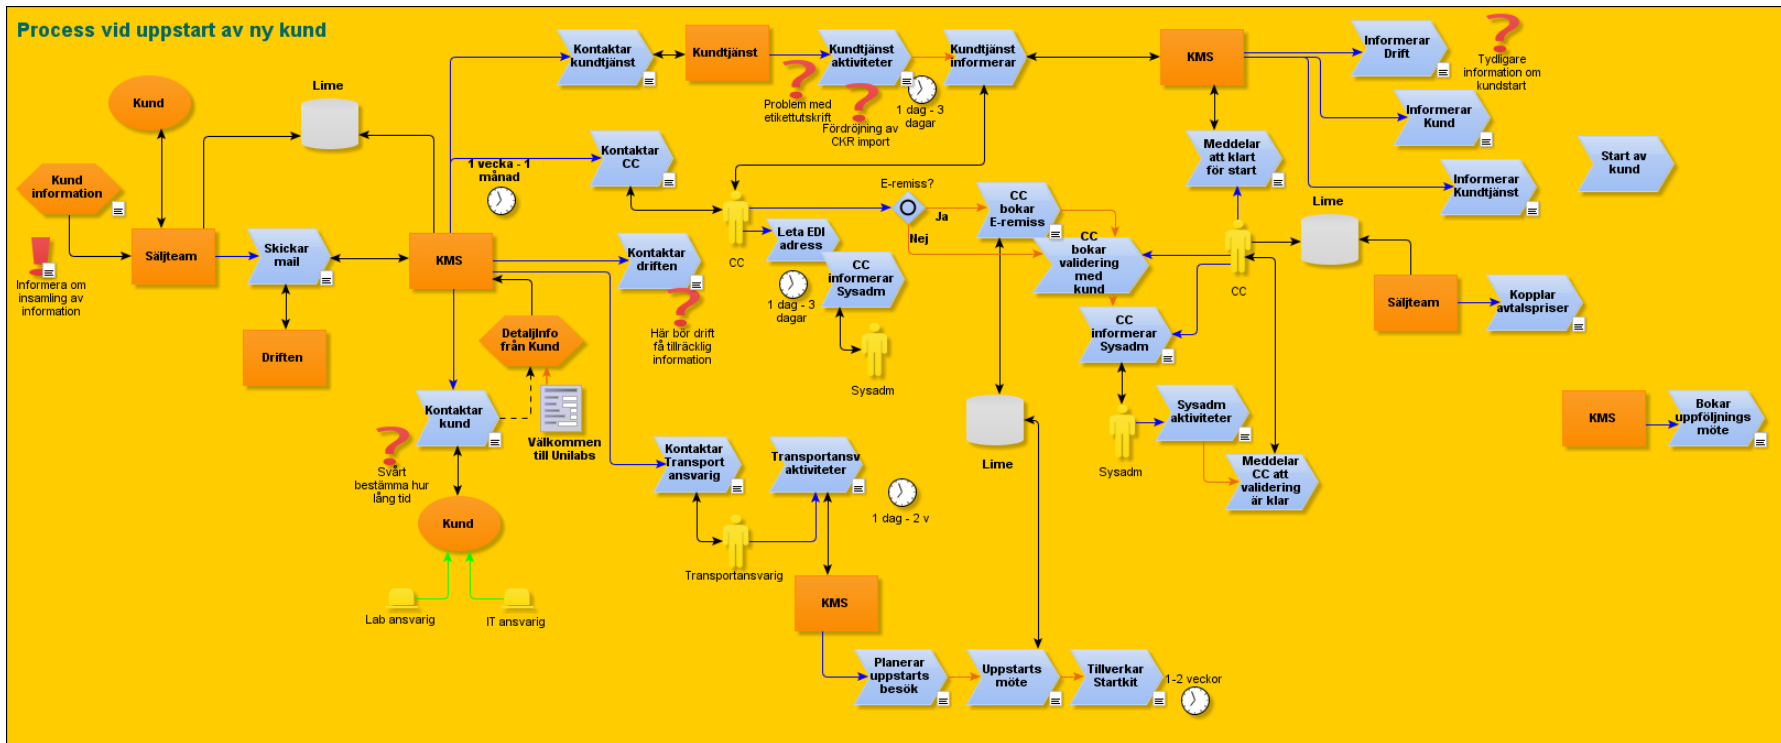 Process vid uppstart av ny kund
Kund
Lime
Kund
information
Informera om
insamling av
information
Säljteam
Skickar
mail
Driften
KMS
1 vecka - 1
månad
Kontaktar
kundtjänst
Kundtjänst
Problem med
etikettutskrift
Kundtjänst
aktiviteter
Fördröjning av
CKR import
1 dag - 3
dagar
Kundtjänst
informerar
KMS
Informerar
Drift
Tydligare
information om
kundstart
Informerar
Kund
Informerar
Kundtjänst
Start av
kund
Kontaktar
CC
CC
E-remiss?
Ja
Nej
CC
bokar
E-remiss
Meddelar
att klart
för start
Kontaktar
driften
Här bör drift
få tillräcklig
information
Leta EDI
adress
1 dag - 3
dagar
CC
informerar
Sysadm
Sysadm
CC
bokar
validering
med
kund
CC
Lime
Säljteam
Kopplar
avtalspriser
CC
informerar
Sysadm
Sysadm
Sysadm
aktiviteter
Meddelar
CC att
validering
är klar
KMS
Bokar
uppföljnings
möte
Detaljinfo
från Kund
Välkommen
till Unilabs
Kontaktar
kund
Svårt
bestämma hur
lång tid
Kund
Lab ansvarig
IT ansvarig
Kontaktar
Transport
ansvarig
Transportansv
aktiviteter
1 dag - 2 v
Transportansvarig
Lime
KMS
Planerar
uppstarts
besök
Uppstarts
möte
Tillverkar
Startkit
1-2 veckor